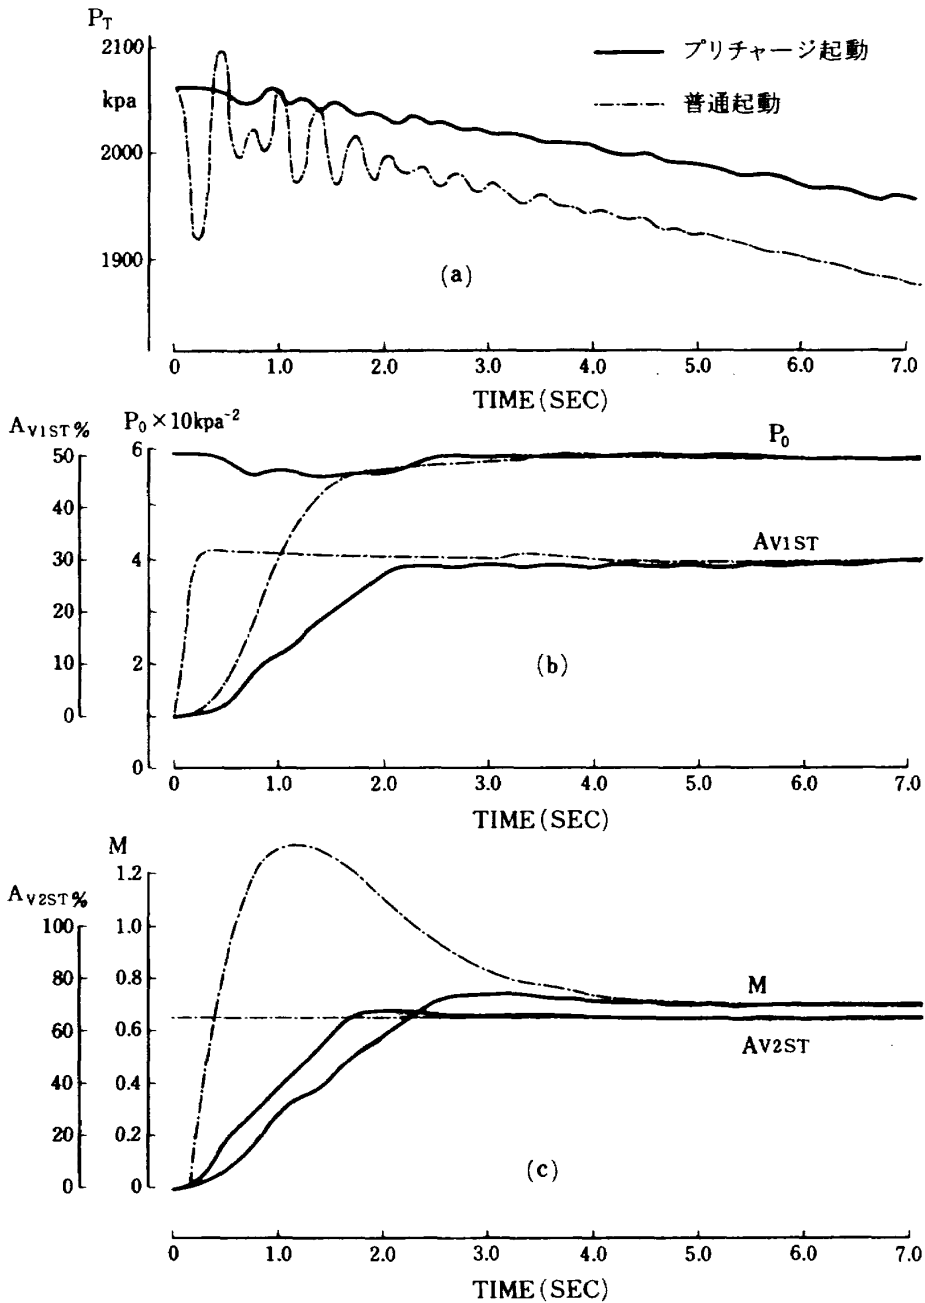 P_T
2100
kpa
2000
1900
プリチャージ起動
普通起動
(a)
0 1.0 2.0 3.0 4.0 5.0 6.0 7.0
TIME(SEC)
A_V1ST% P_0×10kpa^-2
50
40
30
20
10
0
6
4
2
0
P_0
A_V1ST
(b)
0 1.0 2.0 3.0 4.0 5.0 6.0 7.0
TIME(SEC)
A_V2ST% M
100
80
60
40
20
0
1.2
1.0
0.8
0.6
0.4
0.2
0
M
A_V2ST
(c)
0 1.0 2.0 3.0 4.0 5.0 6.0 7.0
TIME(SEC)